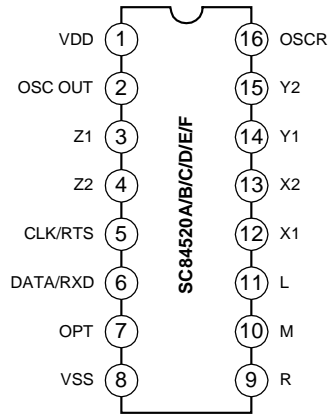 VDD 1 16 OSCR
OSC OUT 2 15 Y2
Z1 3 14 Y1
Z2 4 13 X2
CLK/RTS 5 12 X1
DATA/RXD 6 11 L
OPT 7 10 M
VSS 8 9 R
SC84520A/B/C/D/E/F